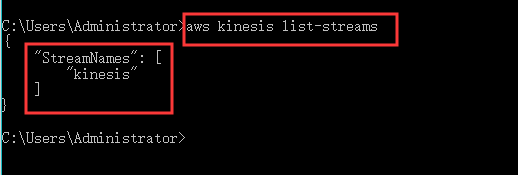 C:\Users\Administrator>aws kinesis list-streams
{
    "StreamNames": [
        "kinesis"
    ]
}
C:\Users\Administrator>